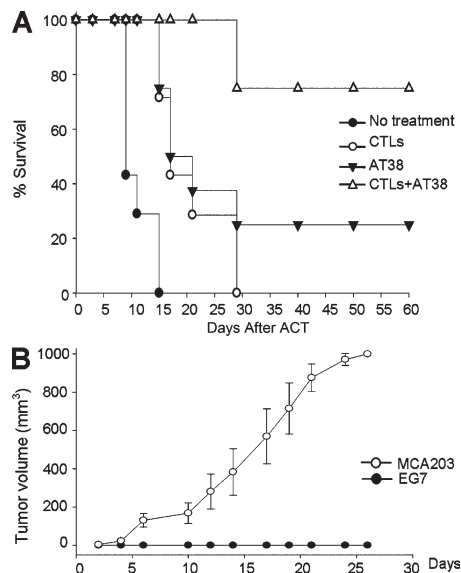 A
% Survival
100
80
60
40
20
0
No treatment
CTLs
AT38
CTLs+AT38
0 5 10 15 20 25 30 35 40 45 50 55 60
Days After ACT
B
Tumor volume (mm3)
1000
800
600
400
200
0
MCA203
EG7
0 5 10 15 20 25 30 Days